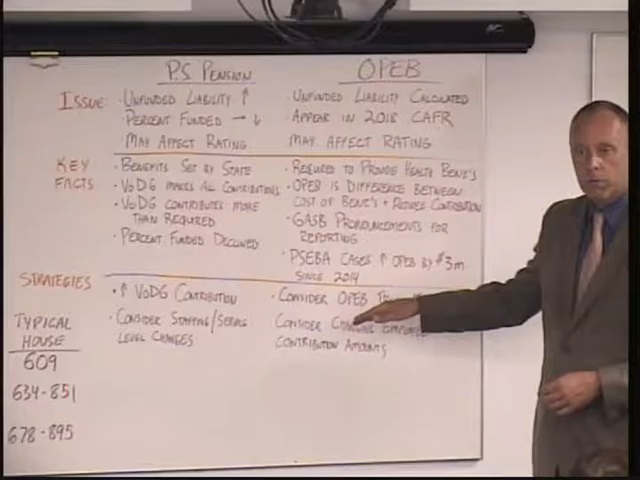 P.S. PENSION
OPEB
ISSUE:
· UNFUNDED LIABILITY ↑
· PERCENT FUNDED → ↓
MAY AFFECT RATING
· UNFUNDED LIABILITY CALCULATED
· APPEAR IN 2018 CAFR
MAY AFFECT RATING
KEY
FACTS
· BENEFITS SET BY STATE
· VODG MAKES ALL CONTRIBUTIONS
· VODG CONTRIBUTES MORE
THAN REQUIRED
· PERCENT FUNDED DECLINED
· REQUIRED TO PROVIDE HEALTH BENE'S
· OPEB IS DIFFERENCE BETWEEN
COST OF BENE'S + RETIREE CONTRIBUTION
· GASB PRONOUNCEMENTS FOR
REPORTING
· PSEBA CASES ↑ OPEB BY $3M
SINCE 2014
STRATEGIES
· ↑ VODG CONTRIBUTION
· CONSIDER STAFFING/SERVICE
LEVEL CHANGES
· CONSIDER OPEB
· CONSIDER CHANGING EMPLOYEE
CONTRIBUTION AMOUNTS
TYPICAL
HOUSE
609
634-851
678-895